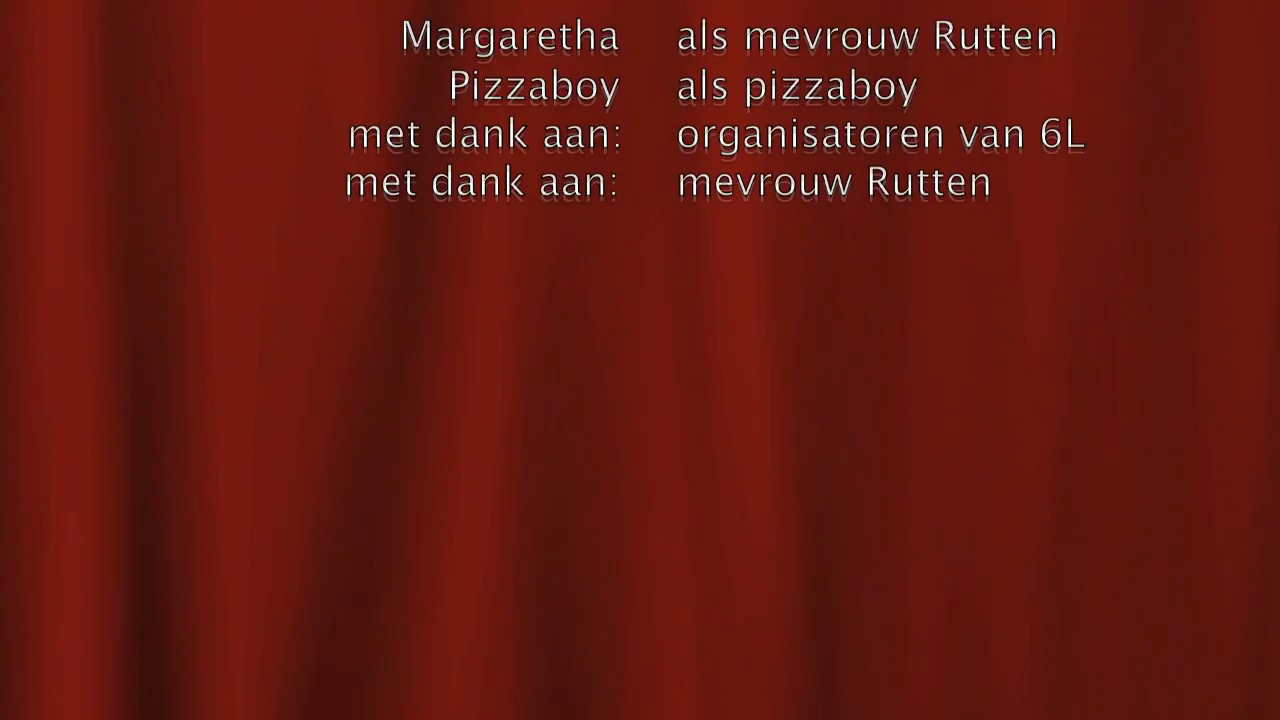 Margaretha als mevrouw Rutten
Pizzaboy als pizzaboy
met dank aan: organisatoren van 6L
met dank aan: mevrouw Rutten